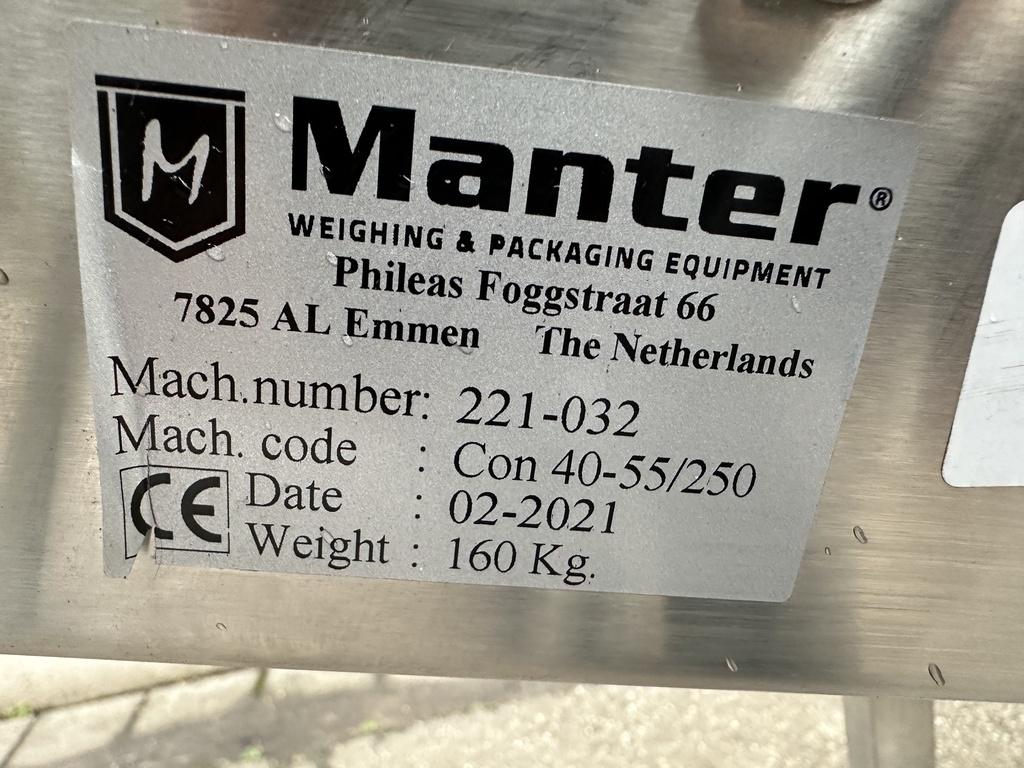 M
Manter®
WEIGHING & PACKAGING EQUIPMENT
Phileas Foggstraat 66
7825 AL Emmen The Netherlands
Mach.number: 221-032
Mach. code : Con 40-55/250
CE Date : 02-2021
Weight : 160 Kg.